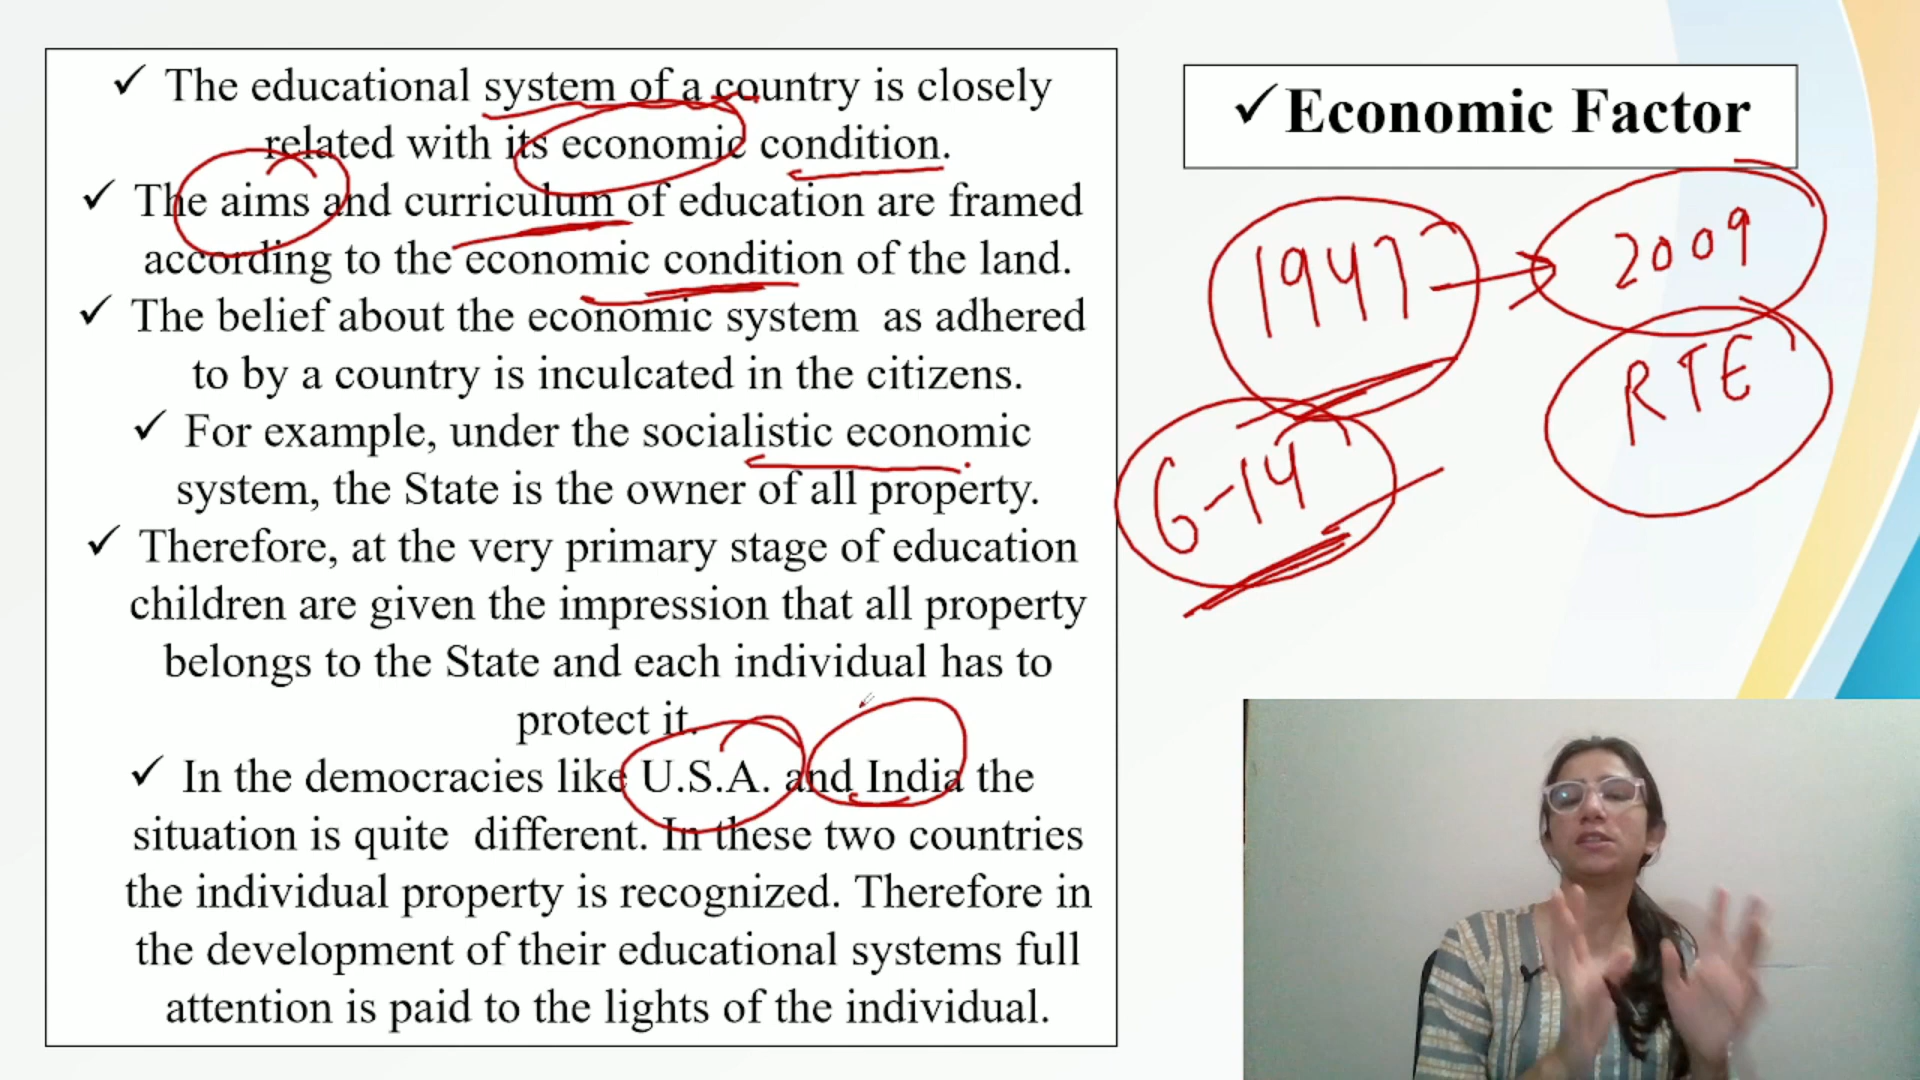 ✓ The educational system of a country is closely
related with its economic condition.
✓ The aims and curriculum of education are framed
according to the economic condition of the land.
✓ The belief about the economic system as adhered
to by a country is inculcated in the citizens.
✓ For example, under the socialistic economic
system, the State is the owner of all property.
✓ Therefore, at the very primary stage of education
children are given the impression that all property
belongs to the State and each individual has to
protect it.
✓ In the democracies like U.S.A. and India the
situation is quite different. In these two countries
the individual property is recognized. Therefore in
the development of their educational systems full
attention is paid to the lights of the individual.
✓ Economic Factor
1947 → 2009
RTE
6-14